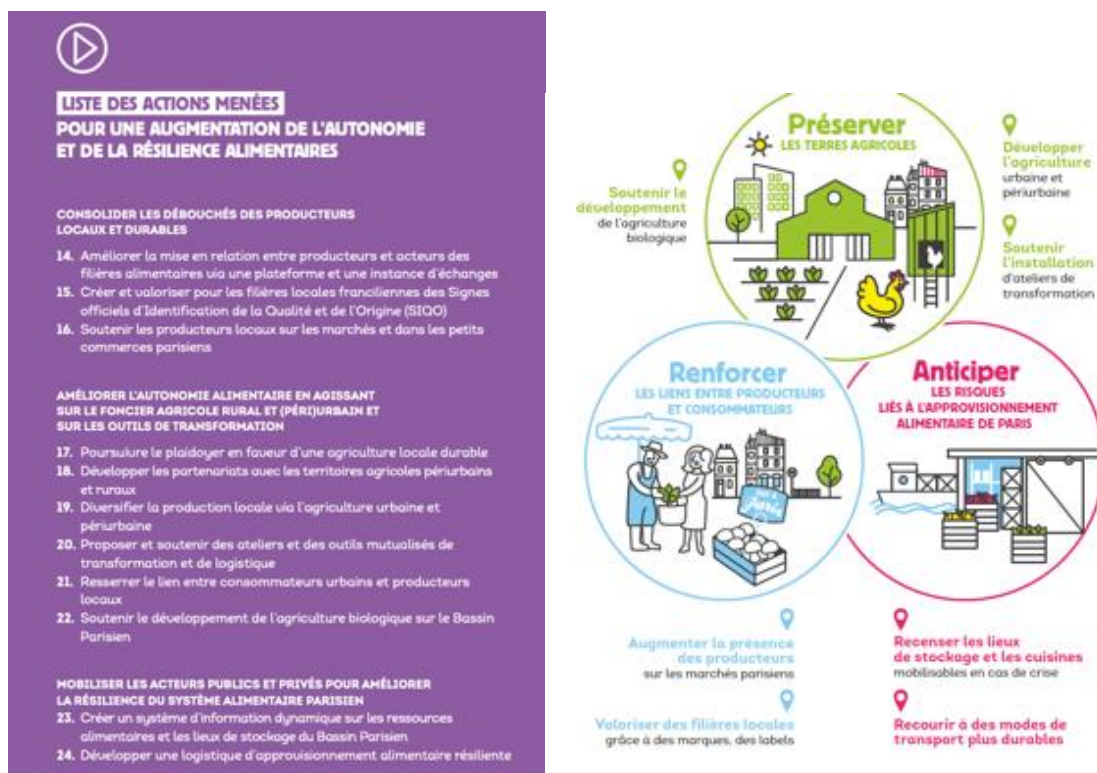 LISTE DES ACTIONS MENÉES
POUR UNE AUGMENTATION DE L'AUTONOMIE
ET DE LA RÉSILIENCE ALIMENTAIRES
CONSOLIDER LES DÉBOUCHÉS DES PRODUCTEURS
LOCAUX ET DURABLES
14. Améliorer la mise en relation entre producteurs et acteurs des
filières alimentaires via une plateforme et une instance d'échanges
15. Créer et valoriser pour les filières locales franciliennes des Signes
officiels d'Identification de la Qualité et de l'Origine (SIQO)
16. Soutenir les producteurs locaux sur les marchés et dans les petits
commerces parisiens
AMÉLIORER L'AUTONOMIE ALIMENTAIRE EN AGISSANT
SUR LE FONCIER AGRICOLE RURAL ET (PÉRI)URBAIN ET
SUR LES OUTILS DE TRANSFORMATION
17. Poursuivre le plaidoyer en faveur d'une agriculture locale durable
18. Développer les partenariats avec les territoires agricoles périurbains
et ruraux
19. Diversifier la production locale via l'agriculture urbaine et
périurbaine
20. Proposer et soutenir des ateliers et des outils mutualisés de
transformation et de logistique
21. Resserrer le lien entre consommateurs urbains et producteurs
locaux
22. Soutenir le développement de l'agriculture biologique sur le Bassin
Parisien
MOBILISER LES ACTEURS PUBLICS ET PRIVÉS POUR AMÉLIORER
LA RÉSILIENCE DU SYSTÈME ALIMENTAIRE PARISIEN
23. Créer un système d'information dynamique sur les ressources
alimentaires et les lieux de stockage du Bassin Parisien
24. Développer une logistique d'approvisionnement alimentaire résiliente
Préserver
LES TERRES AGRICOLES
Soutenir le
développement
de l'agriculture
biologique
Développer
l'agriculture
urbaine et
périurbaine
Soutenir
l'installation
d'ateliers de
transformation
Renforcer
LES LIENS ENTRE PRODUCTEURS
ET CONSOMMATEURS
Paris
Anticiper
LES RISQUES
LIÉS À L'APPROVISIONNEMENT
ALIMENTAIRE DE PARIS
Augmenter la présence
des producteurs
sur les marchés parisiens
Valoriser des filières locales
grâce à des marques, des labels
Recenser les lieux
de stockage et les cuisines
mobilisables en cas de crise
Recourir à des modes de
transport plus durables